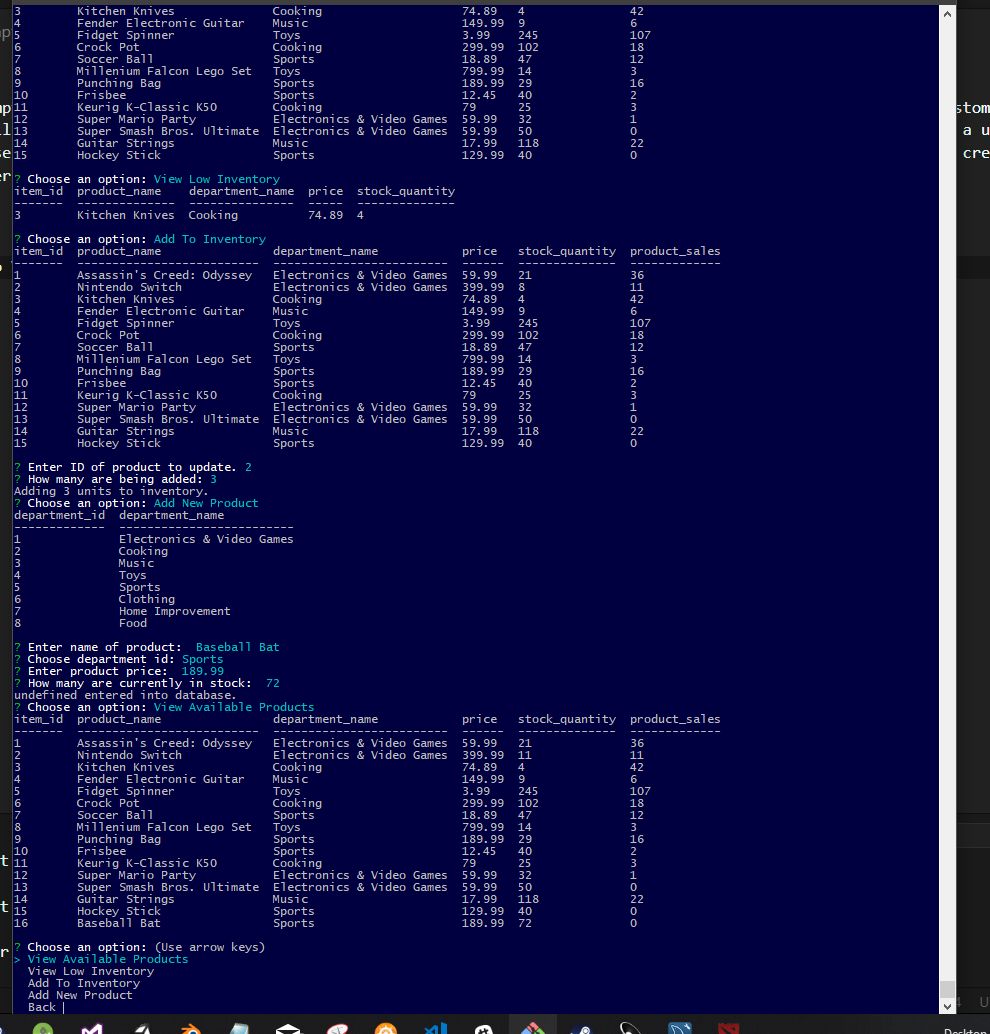 3        Kitchen Knives              Cooking                    74.89   4               42
4        Fender Electronic Guitar    Music                      149.99  9               6
5        Fidget Spinner              Toys                       3.99    245             107
6        Crock Pot                   Cooking                    299.99  102             18
7        Soccer Ball                 Sports                     18.89   47              12
8        Millenium Falcon Lego Set   Toys                       799.99  14              3
9        Punching Bag                Sports                     189.99  29              16
10       Frisbee                     Sports                     12.45   40              2
11       Keurig K-Classic K50        Cooking                    79      25              3
12       Super Mario Party           Electronics & Video Games  59.99   32              1
13       Super Smash Bros. Ultimate  Electronics & Video Games  59.99   50              0
14       Guitar Strings              Music                      17.99   118             22
15       Hockey Stick                Sports                     129.99  40              0
? Choose an option: View Low Inventory
item_id  product_name    department_name  price  stock_quantity
-------  --------------  ---------------  -----  --------------
3        Kitchen Knives  Cooking          74.89  4
? Choose an option: Add To Inventory
item_id  product_name                department_name            price   stock_quantity  product_sales
-------  --------------------------  -------------------------  ------  --------------  -------------
1        Assassin's Creed: Odyssey   Electronics & Video Games  59.99   21              36
2        Nintendo Switch             Electronics & Video Games  399.99  8               11
3        Kitchen Knives              Cooking                    74.89   4               42
4        Fender Electronic Guitar    Music                      149.99  9               6
5        Fidget Spinner              Toys                       3.99    245             107
6        Crock Pot                   Cooking                    299.99  102             18
7        Soccer Ball                 Sports                     18.89   47              12
8        Millenium Falcon Lego Set   Toys                       799.99  14              3
9        Punching Bag                Sports                     189.99  29              16
10       Frisbee                     Sports                     12.45   40              2
11       Keurig K-Classic K50        Cooking                    79      25              3
12       Super Mario Party           Electronics & Video Games  59.99   32              1
13       Super Smash Bros. Ultimate  Electronics & Video Games  59.99   50              0
14       Guitar Strings              Music                      17.99   118             22
15       Hockey Stick                Sports                     129.99  40              0
? Enter ID of product to update. 2
? How many are being added: 3
Adding 3 units to inventory.
? Choose an option: Add New Product
department_id  department_name
-------------  -------------------------
1              Electronics & Video Games
2              Cooking
3              Music
4              Toys
5              Sports
6              Clothing
7              Home Improvement
8              Food
? Enter name of product:  Baseball Bat
? Choose department id: Sports
? Enter product price:  189.99
? How many are currently in stock:  72
undefined entered into database.
? Choose an option: View Available Products
item_id  product_name                department_name            price   stock_quantity  product_sales
-------  --------------------------  -------------------------  ------  --------------  -------------
1        Assassin's Creed: Odyssey   Electronics & Video Games  59.99   21              36
2        Nintendo Switch             Electronics & Video Games  399.99  11              11
3        Kitchen Knives              Cooking                    74.89   4               42
4        Fender Electronic Guitar    Music                      149.99  9               6
5        Fidget Spinner              Toys                       3.99    245             107
6        Crock Pot                   Cooking                    299.99  102             18
7        Soccer Ball                 Sports                     18.89   47              12
8        Millenium Falcon Lego Set   Toys                       799.99  14              3
9        Punching Bag                Sports                     189.99  29              16
10       Frisbee                     Sports                     12.45   40              2
11       Keurig K-Classic K50        Cooking                    79      25              3
12       Super Mario Party           Electronics & Video Games  59.99   32              1
13       Super Smash Bros. Ultimate  Electronics & Video Games  59.99   50              0
14       Guitar Strings              Music                      17.99   118             22
15       Hockey Stick                Sports                     129.99  40              0
16       Baseball Bat                Sports                     189.99  72              0
? Choose an option: (Use arrow keys)
> View Available Products
  View Low Inventory
  Add To Inventory
  Add New Product
  Back